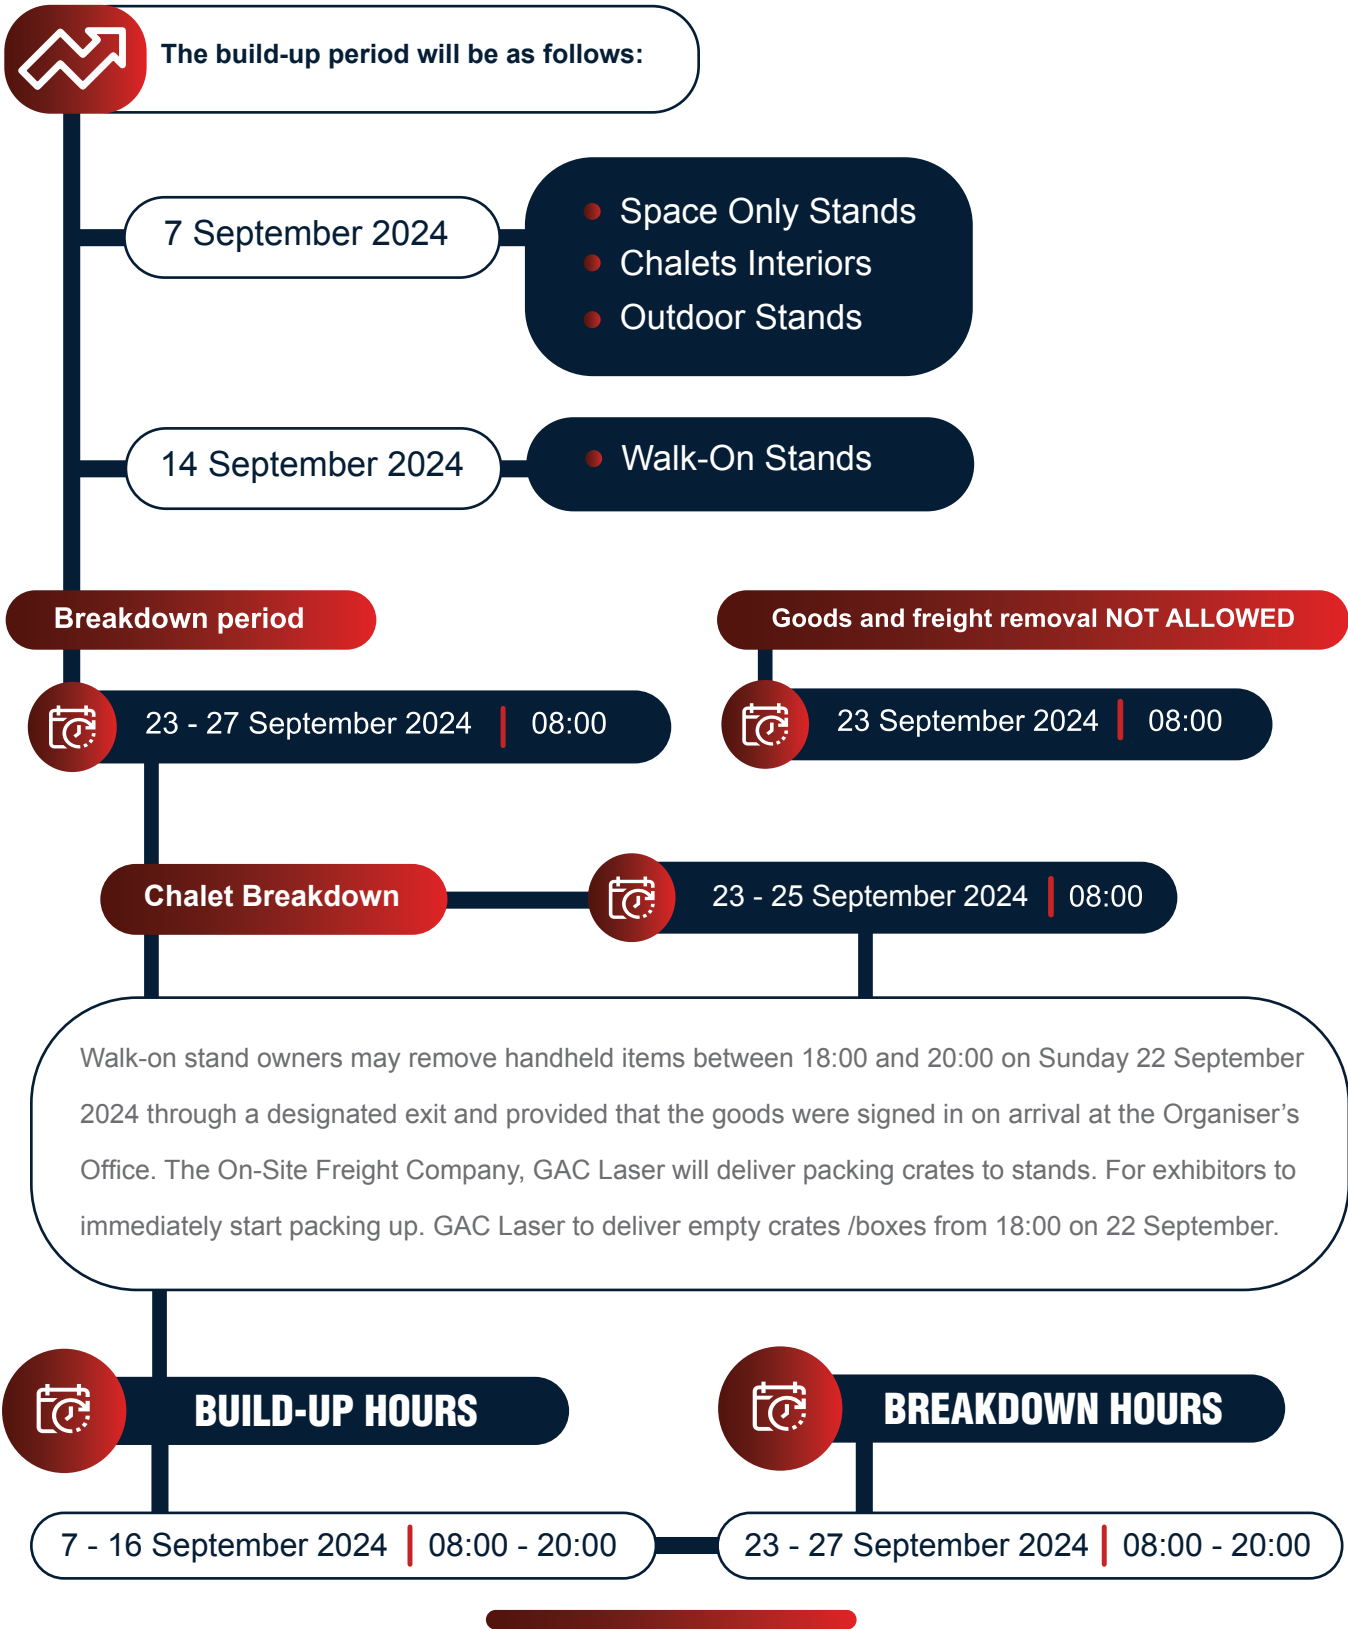 The build-up period will be as follows:
7 September 2024
Space Only Stands
Chalets Interiors
Outdoor Stands
14 September 2024
Walk-On Stands
Breakdown period
Goods and freight removal NOT ALLOWED
23 - 27 September 2024 08:00
23 September 2024 08:00
Chalet Breakdown
23 - 25 September 2024 08:00
Walk-on stand owners may remove handheld items between 18:00 and 20:00 on Sunday 22 September
2024 through a designated exit and provided that the goods were signed in on arrival at the Organiser’s
Office. The On-Site Freight Company, GAC Laser will deliver packing crates to stands. For exhibitors to
immediately start packing up. GAC Laser to deliver empty crates /boxes from 18:00 on 22 September.
BUILD-UP HOURS
BREAKDOWN HOURS
7 - 16 September 2024 08:00 - 20:00
23 - 27 September 2024 08:00 - 20:00